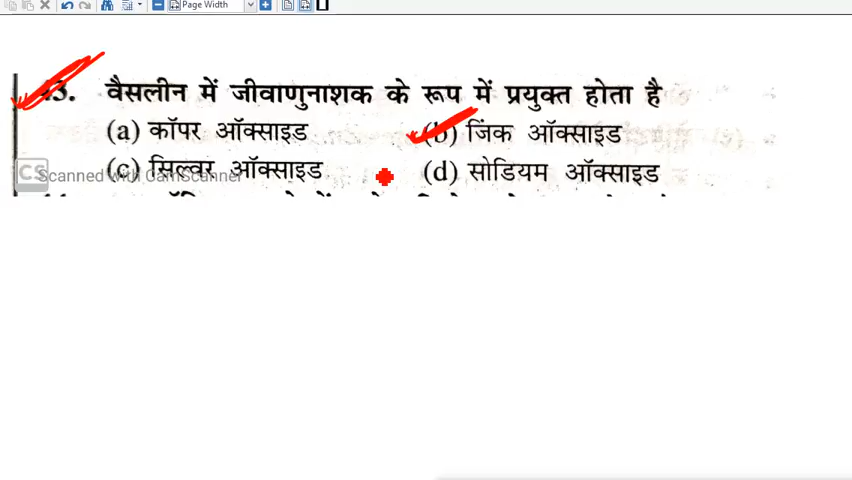 Page Width
वैसलीन में जीवाणुनाशक के रूप में प्रयुक्त होता है
(a) कॉपर ऑक्साइड (b) जिंक ऑक्साइड
(c) सिल्वर ऑक्साइड (d) सोडियम ऑक्साइड
CS Scanned with CamScanner